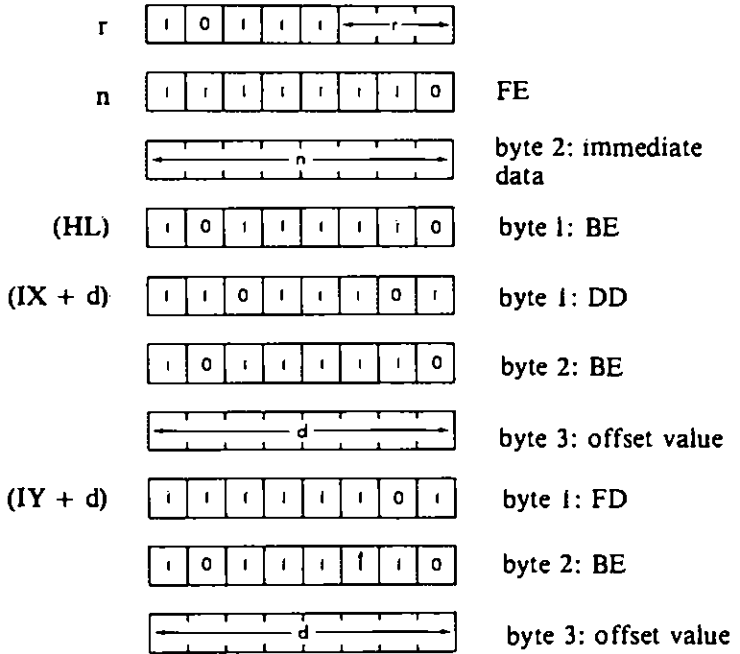 r 1 0 1 1 1 r
n 1 1 1 1 1 1 1 0 FE
n byte 2: immediate
data
(HL) 1 0 1 1 1 1 1 0 byte 1: BE
(IX + d) 1 1 0 1 1 1 0 1 byte 1: DD
1 0 1 1 1 1 1 0 byte 2: BE
d byte 3: offset value
(IY + d) 1 1 1 1 1 1 0 1 byte 1: FD
1 0 1 1 1 1 1 0 byte 2: BE
d byte 3: offset value